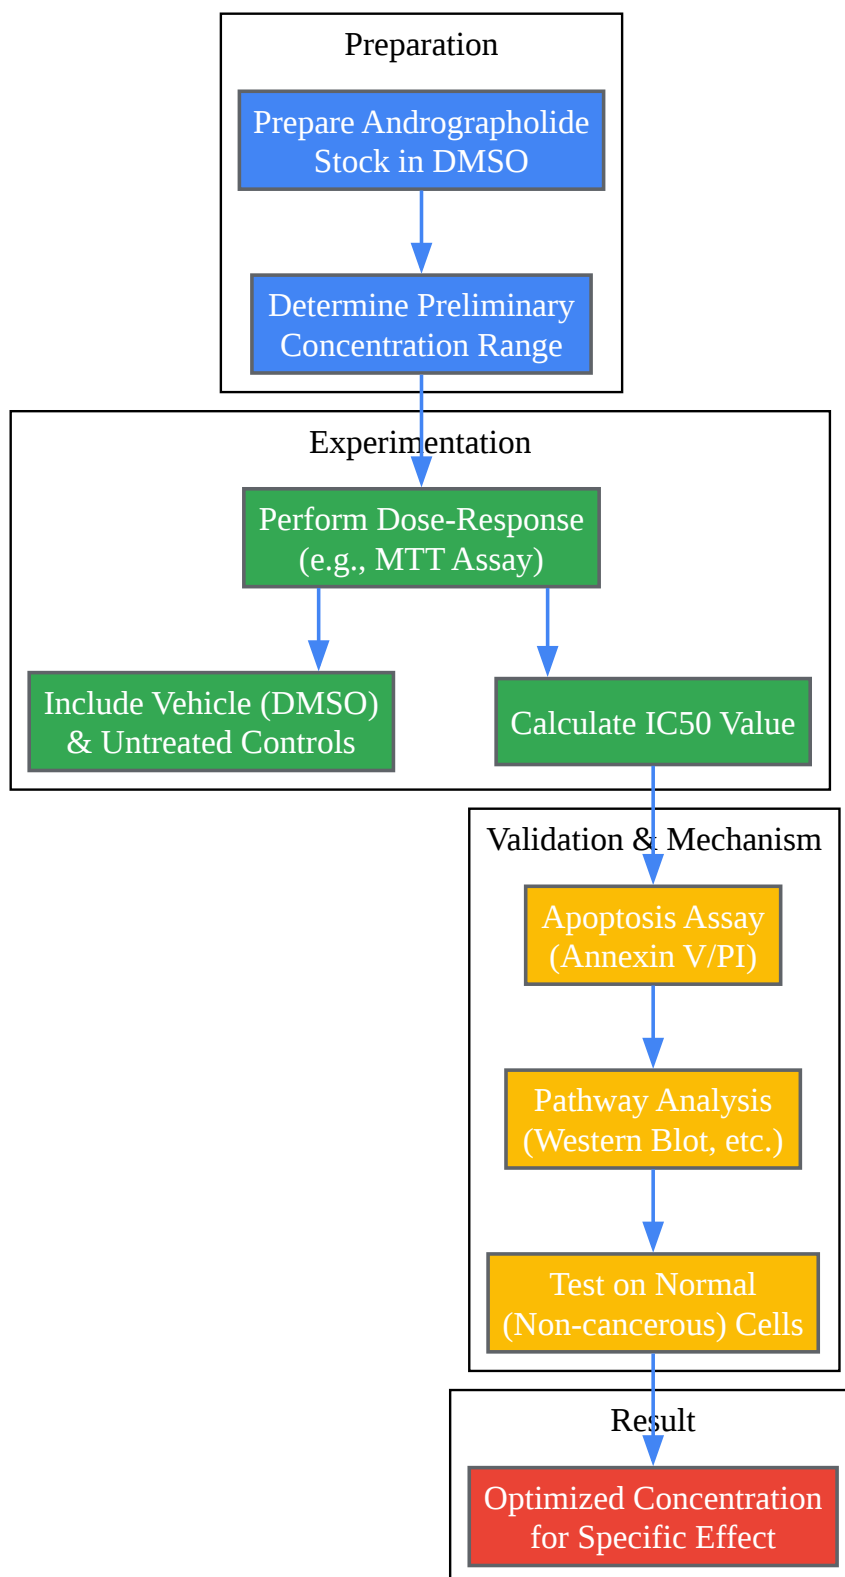 Preparation
Prepare Andrographolide
Stock in DMSO
Determine Preliminary
Concentration Range
Experimentation
Perform Dose-Response
(e.g., MTT Assay)
Include Vehicle (DMSO)
& Untreated Controls
Calculate IC50 Value
Validation & Mechanism
Apoptosis Assay
(Annexin V/PI)
Pathway Analysis
(Western Blot, etc.)
Test on Normal
(Non-cancerous) Cells
Result
Optimized Concentration
for Specific Effect